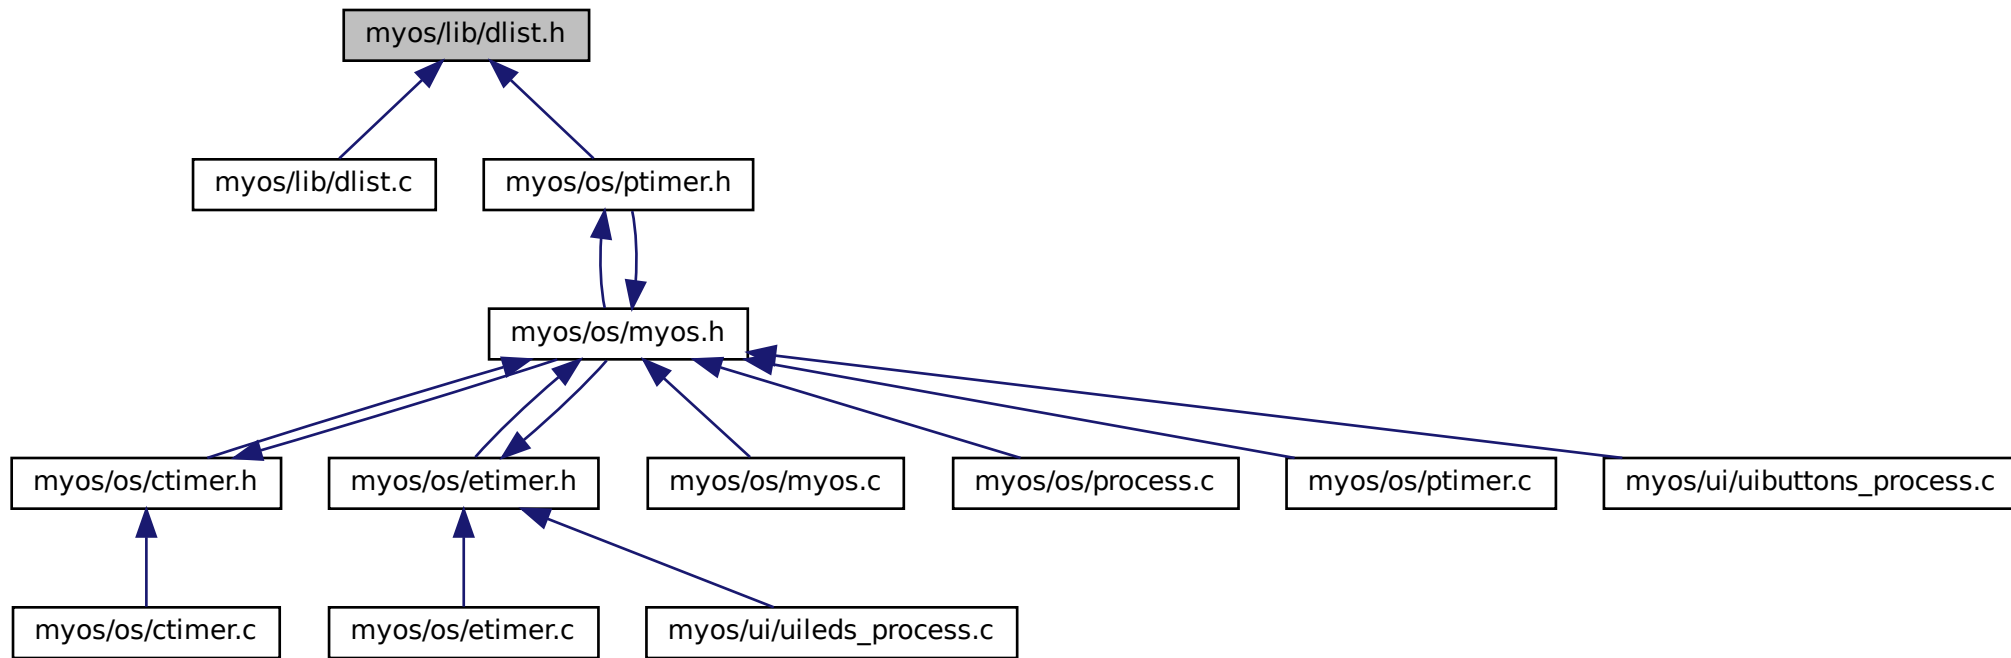 myos/lib/dlist.h
myos/lib/dlist.c
myos/os/ptimer.h
myos/os/myos.h
myos/os/ctimer.h
myos/os/etimer.h
myos/os/myos.c
myos/os/process.c
myos/os/ptimer.c
myos/ui/uibuttons_process.c
myos/os/ctimer.c
myos/os/etimer.c
myos/ui/uileds_process.c